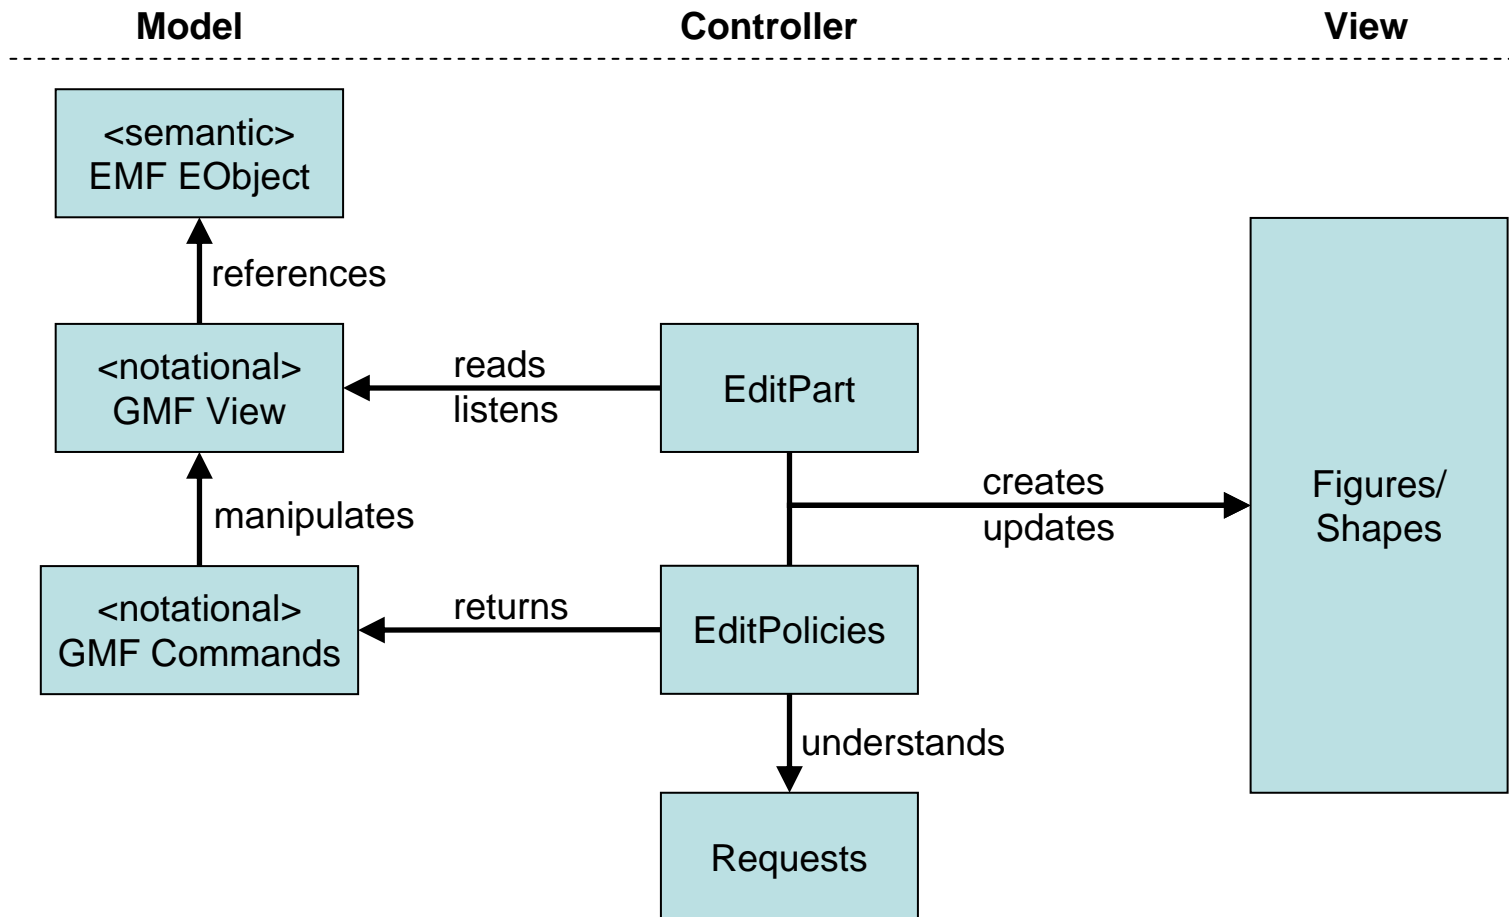 Model
Controller
View
<semantic>
EMF EObject
references
<notational>
GMF View
reads
listens
EditPart
creates
updates
Figures/
Shapes
manipulates
<notational>
GMF Commands
returns
EditPolicies
understands
Requests